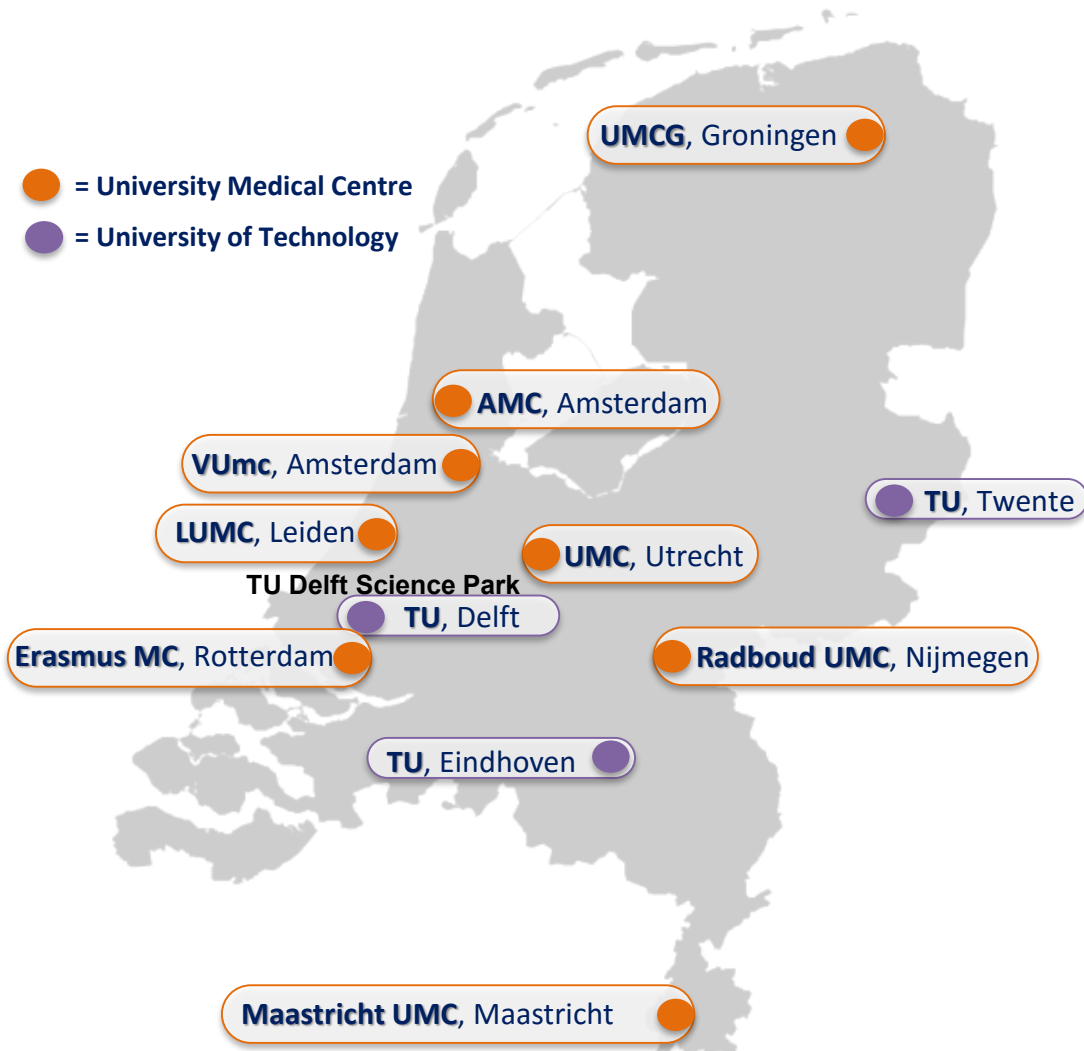 UMCG, Groningen
= University Medical Centre
= University of Technology
AMC, Amsterdam
VUmc, Amsterdam
TU, Twente
LUMC, Leiden
UMC, Utrecht
TU Delft Science Park
TU, Delft
Erasmus MC, Rotterdam
Radboud UMC, Nijmegen
TU, Eindhoven
Maastricht UMC, Maastricht